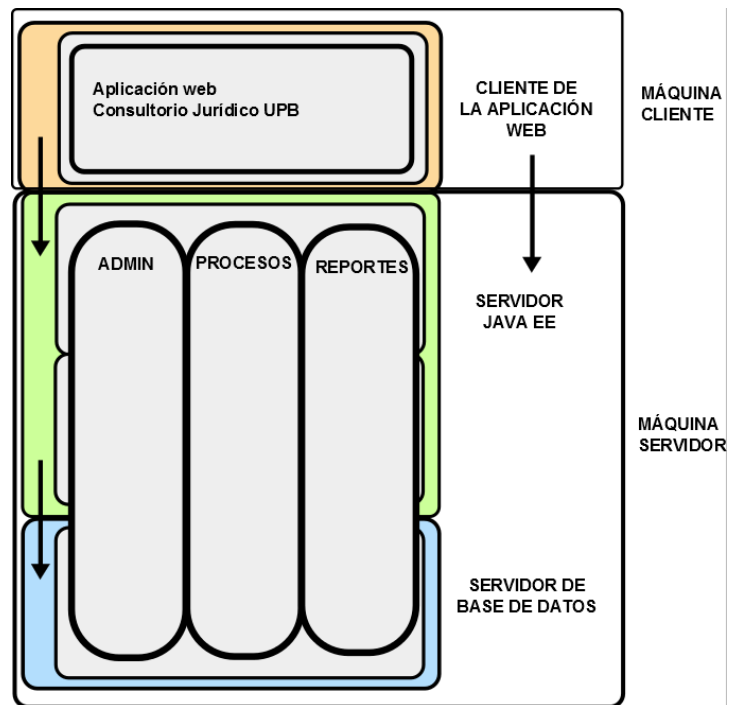 Aplicación web
Consultorio Jurídico UPB
CLIENTE DE
LA APLICACIÓN
WEB
MÁQUINA
CLIENTE
ADMIN
PROCESOS
REPORTES
SERVIDOR
JAVA EE
MÁQUINA
SERVIDOR
SERVIDOR DE
BASE DE DATOS